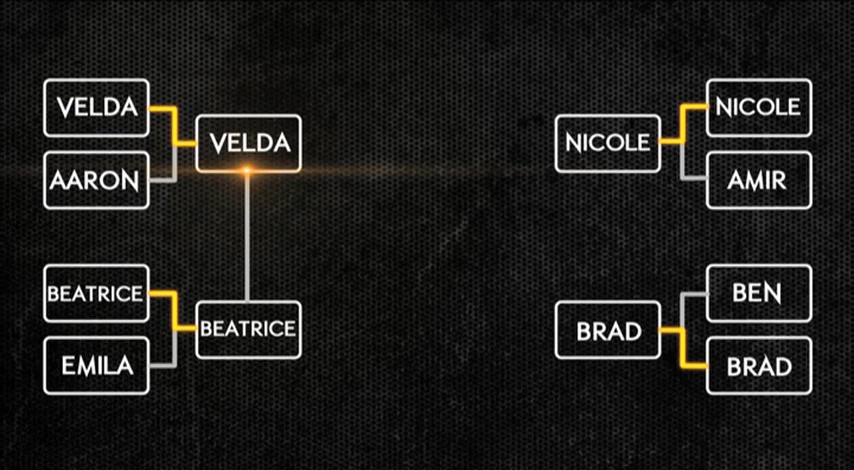 VELDA
AARON
VELDA
BEATRICE
EMILA
BEATRICE
NICOLE
NICOLE
AMIR
BRAD
BEN
BRAD